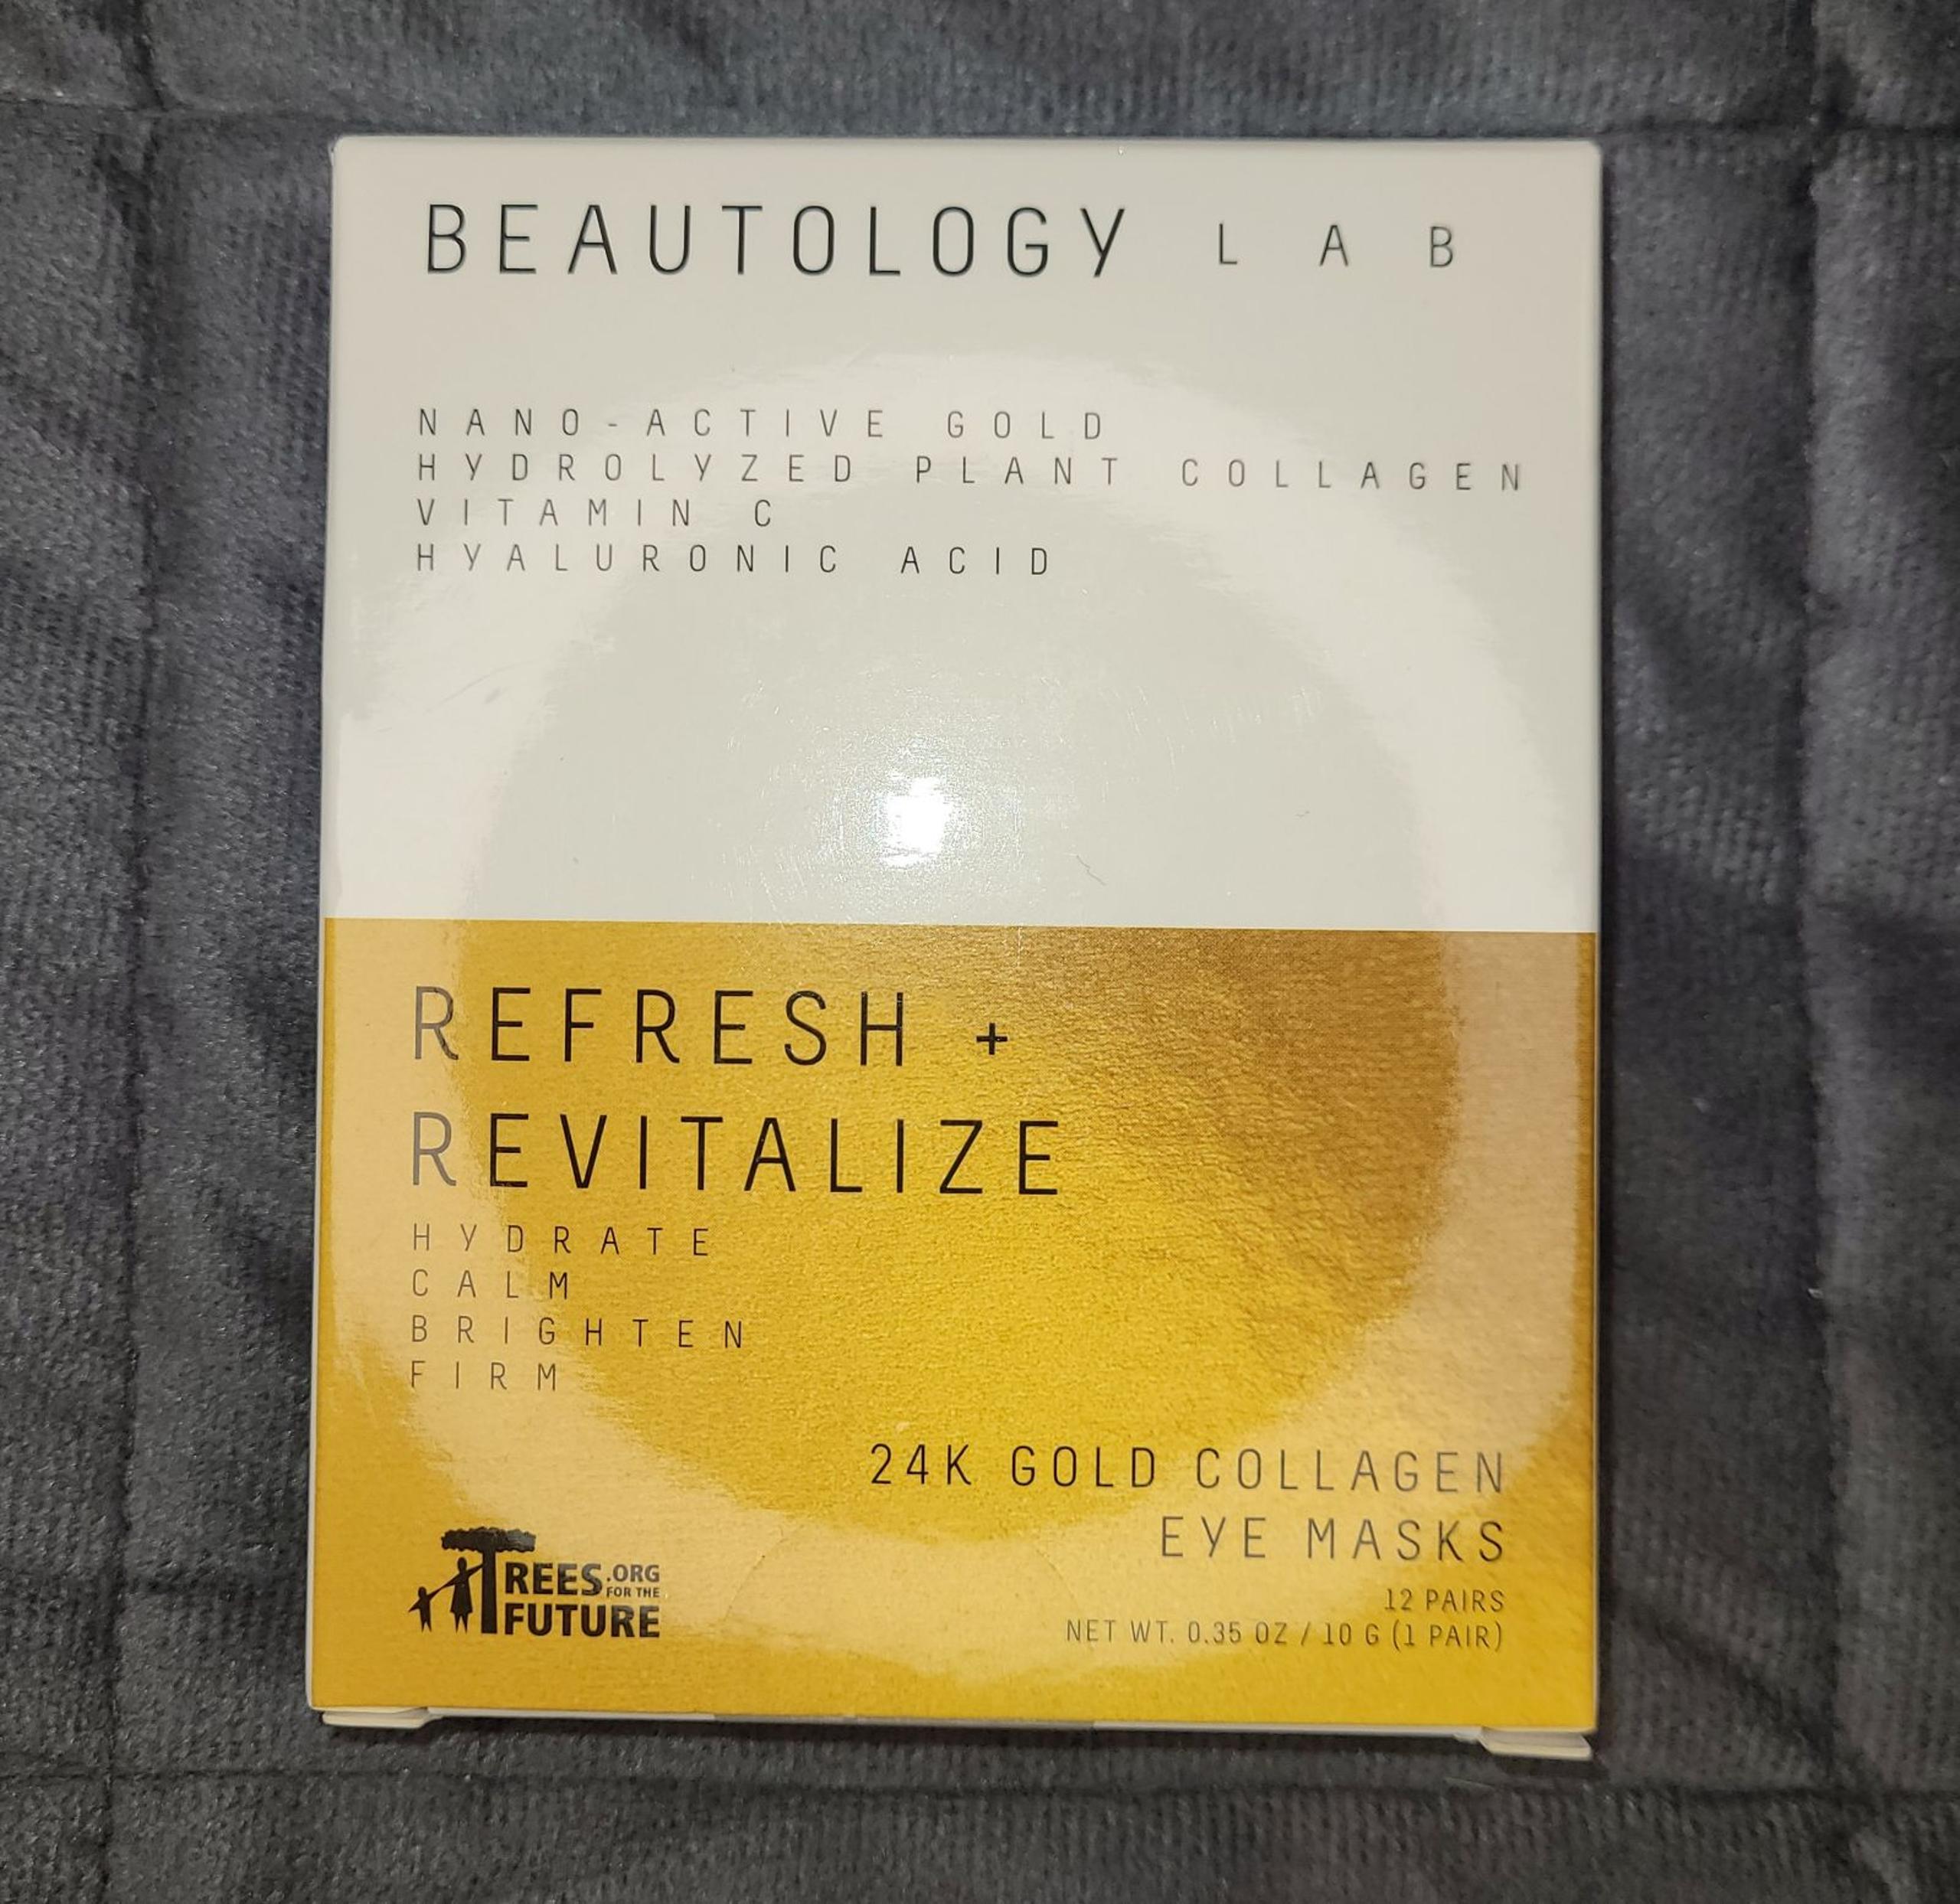 BEAUTOLOGY LAB
NANO-ACTIVE GOLD
HYDROLYZED PLANT COLLAGEN
VITAMIN C
HYALURONIC ACID
REFRESH +
REVITALIZE
HYDRATE
CALM
BRIGHTEN
FIRM
24K GOLD COLLAGEN
EYE MASKS
12 PAIRS
NET WT. 0.35 OZ / 10 G (1 PAIR)
TREES.ORG
FOR THE
FUTURE